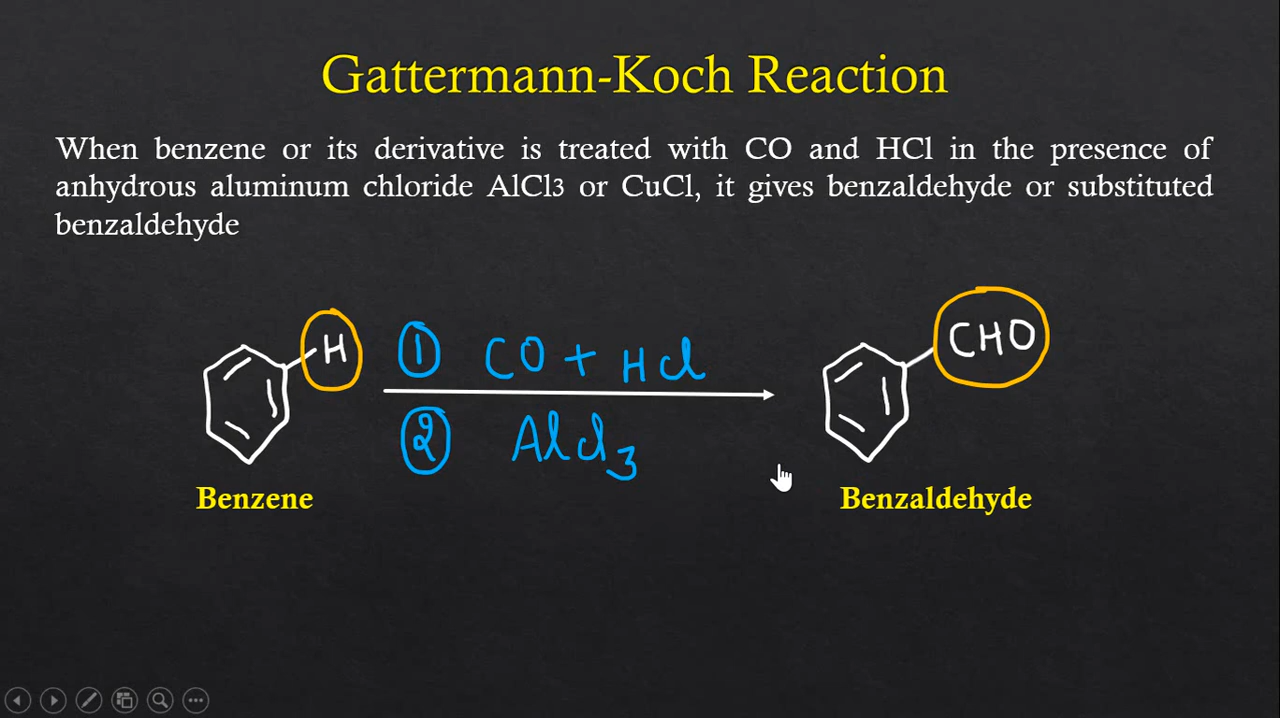 Gattermann-Koch Reaction
When benzene or its derivative is treated with CO and HCl in the presence of
anhydrous aluminum chloride AlCl3 or CuCl, it gives benzaldehyde or substituted
benzaldehyde
H
① CO + HCl
② AlCl₃
CHO
Benzene
Benzaldehyde